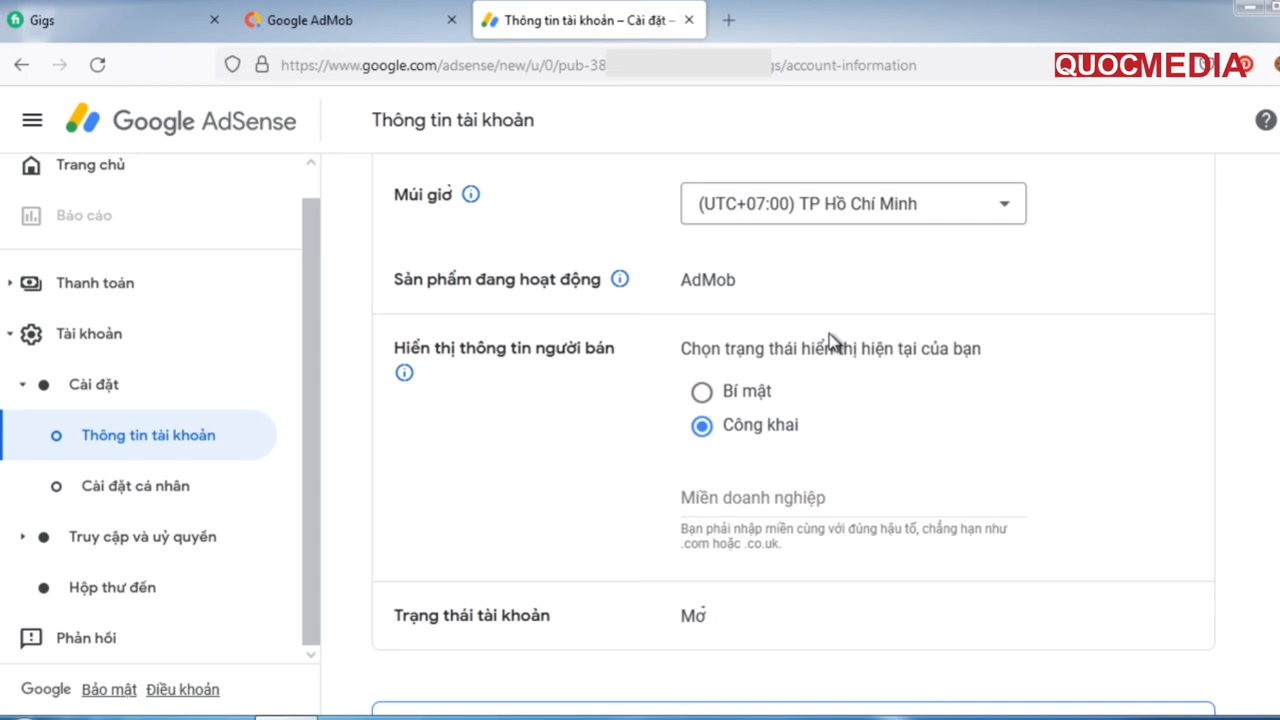 Gigs
Google AdMob
Thông tin tài khoản – Cài đặt –
https://www.google.com/adsense/new/u/0/pub-38
gs/account-information
QUOCMEDIA
Google AdSense
Thông tin tài khoản
Trang chủ
Báo cáo
Thanh toán
Tài khoản
Cài đặt
Thông tin tài khoản
Cài đặt cá nhân
Truy cập và uỷ quyền
Hộp thư đến
Phản hồi
Google Bảo mật Điều khoản
Múi giờ
(UTC+07:00) TP Hồ Chí Minh
Sản phẩm đang hoạt động
AdMob
Hiển thị thông tin người bán
Chọn trạng thái hiển thị hiện tại của bạn
Bí mật
Công khai
Miền doanh nghiệp
Bạn phải nhập miền cùng với đúng hậu tố, chẳng hạn như
.com hoặc .co.uk.
Trạng thái tài khoản
Mở